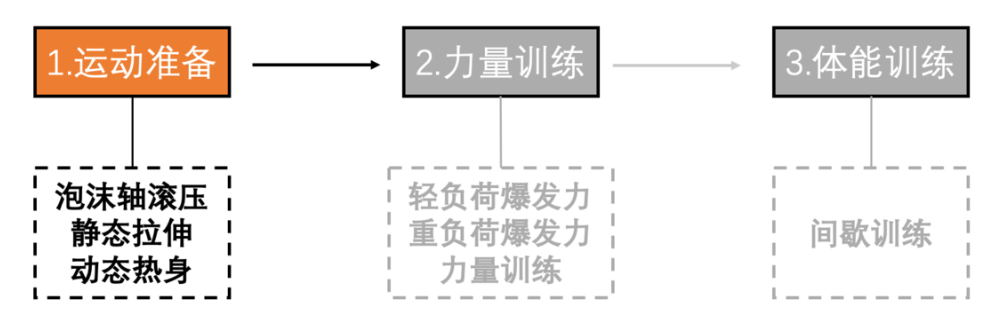 1.运动准备
2.力量训练
3.体能训练
泡沫轴滚压
静态拉伸
动态热身
轻负荷爆发力
重负荷爆发力
力量训练
间歇训练